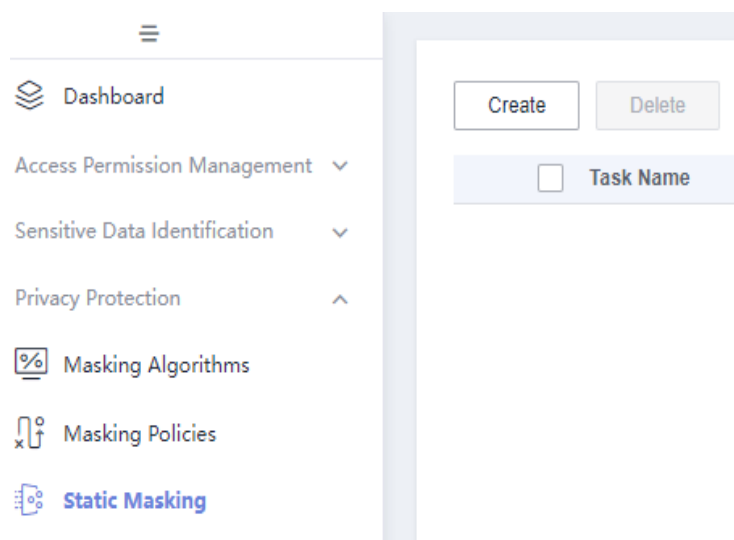 Dashboard
Access Permission Management
Sensitive Data Identification
Privacy Protection
Masking Algorithms
Masking Policies
Static Masking
Create
Delete
Task Name